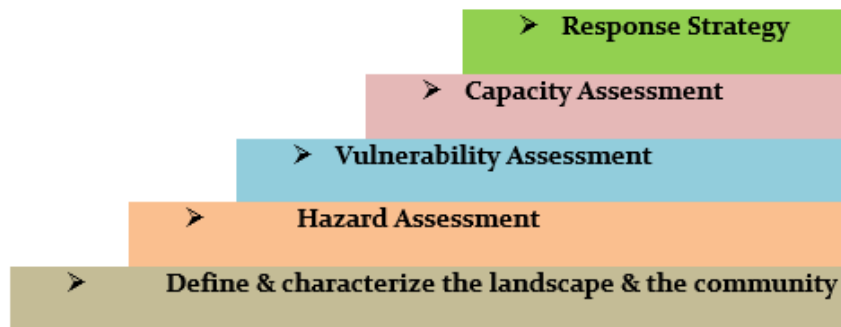 ➢ Response Strategy
➢ Capacity Assessment
➢ Vulnerability Assessment
➢ Hazard Assessment
➢ Define & characterize the landscape & the community